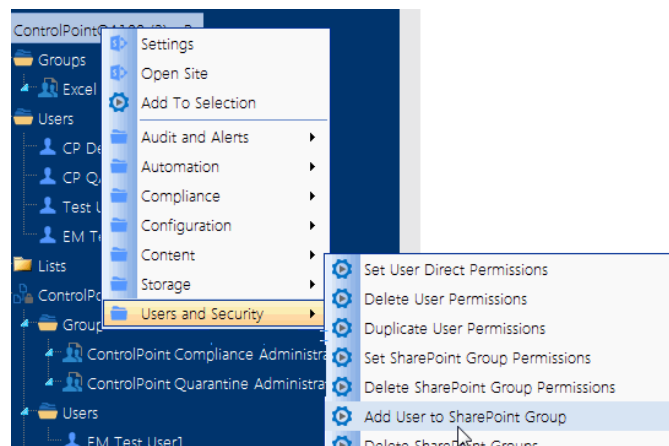 ControlPoint
Groups
Excel
Users
CP
CP
Test
EM
Lists
Group
ControlPoint Compliance Administra
ControlPoint Quarantine Administra
Users
EM Test User1
Settings
Open Site
Add To Selection
Audit and Alerts
Automation
Compliance
Configuration
Content
Storage
Users and Security
Set User Direct Permissions
Delete User Permissions
Duplicate User Permissions
Set SharePoint Group Permissions
Delete SharePoint Group Permissions
Add User to SharePoint Group
Delete SharePoint Groups